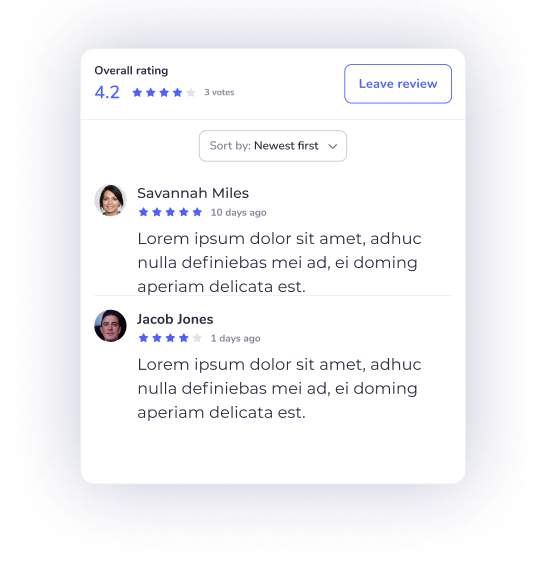 Overall rating
4.2 3 votes
Leave review
Sort by: Newest first
Savannah Miles
10 days ago
Lorem ipsum dolor sit amet, adhuc
nulla definiebas mei ad, ei doming
aperiam delicata est.
Jacob Jones
1 days ago
Lorem ipsum dolor sit amet, adhuc
nulla definiebas mei ad, ei doming
aperiam delicata est.